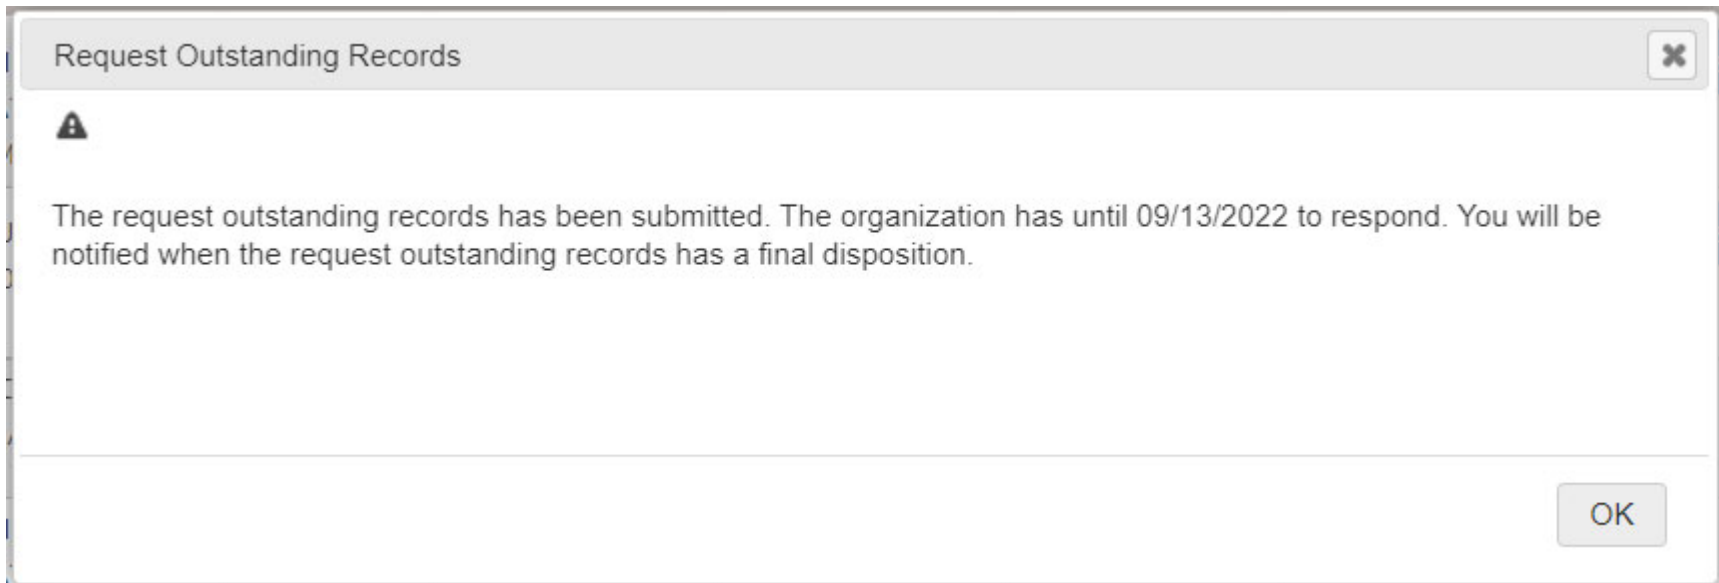 Request Outstanding Records
The request outstanding records has been submitted. The organization has until 09/13/2022 to respond. You will be
notified when the request outstanding records has a final disposition.
OK